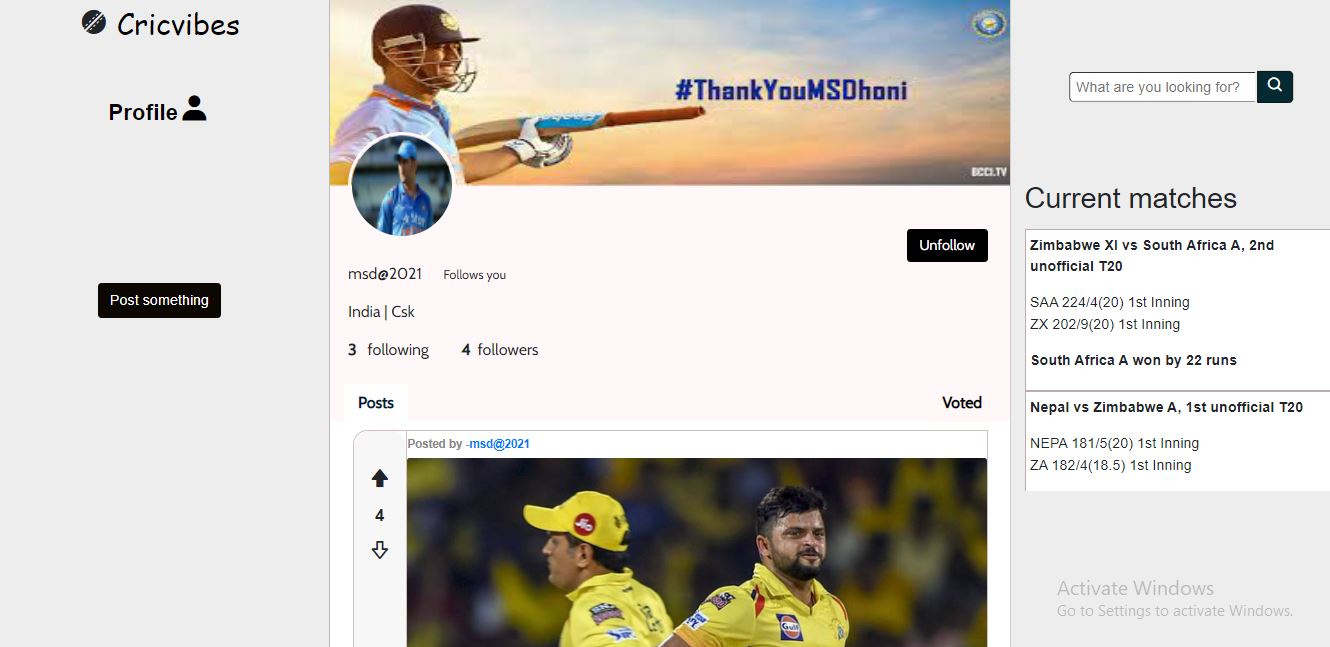 Cricvibes
Profile
Post something
#ThankYouMSDhoni
BCCI.TV
Unfollow
msd@2021 Follows you
India | Csk
3 following 4 followers
Posts Voted
Posted by -msd@2021
4
Jio
Gulf
What are you looking for?
Current matches
Zimbabwe XI vs South Africa A, 2nd
unofficial T20
SAA 224/4(20) 1st Inning
ZX 202/9(20) 1st Inning
South Africa A won by 22 runs
Nepal vs Zimbabwe A, 1st unofficial T20
NEPA 181/5(20) 1st Inning
ZA 182/4(18.5) 1st Inning
Activate Windows
Go to Settings to activate Windows.